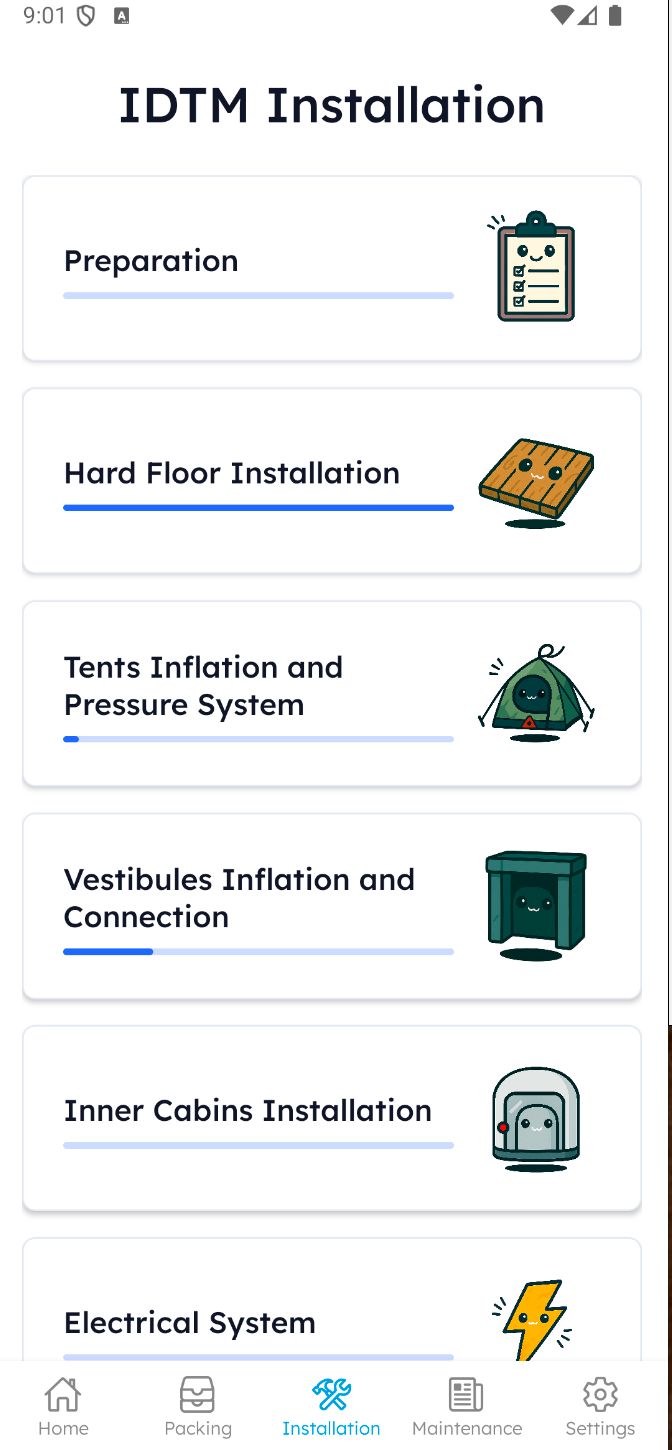 9:01
A
IDTM Installation
Preparation
Hard Floor Installation
Tents Inflation and
Pressure System
Vestibules Inflation and
Connection
Inner Cabins Installation
Electrical System
Home
Packing
Installation
Maintenance
Settings